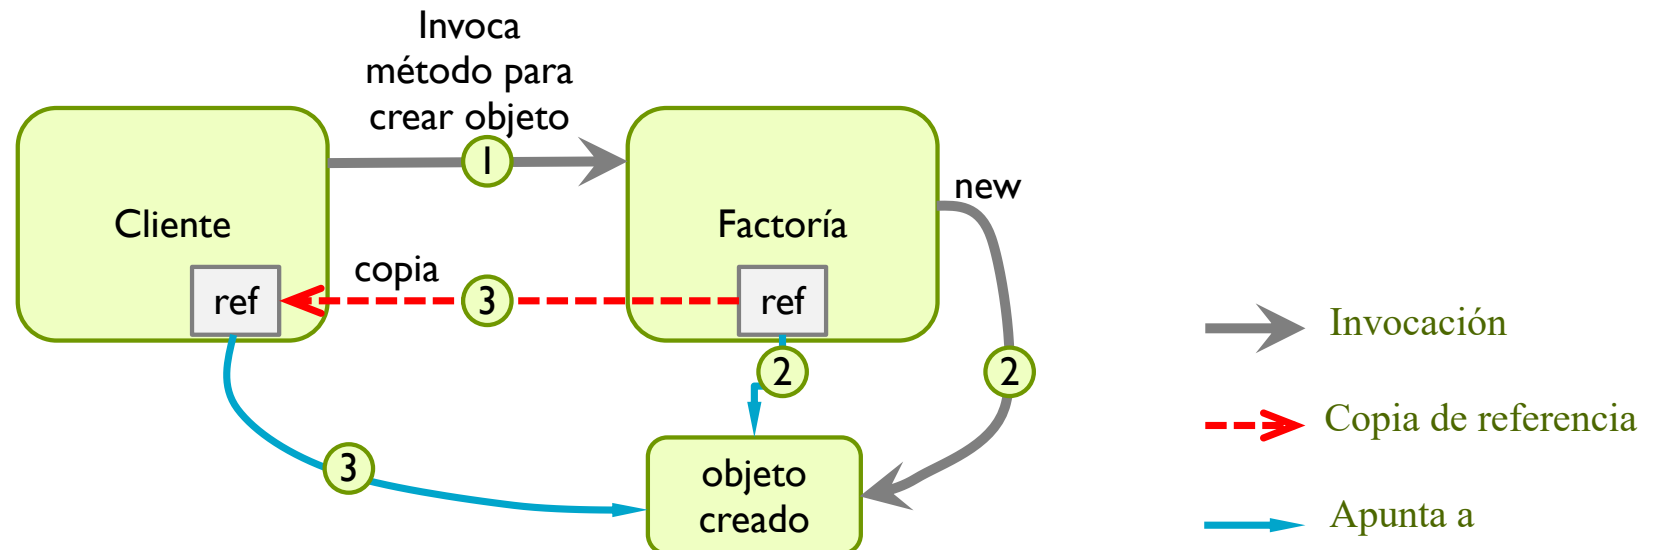 Invoca
método para
crear objeto
1
new
Cliente
Factoría
copia
ref
3
ref
2
2
3
objeto
creado
Invocación
Copia de referencia
Apunta a